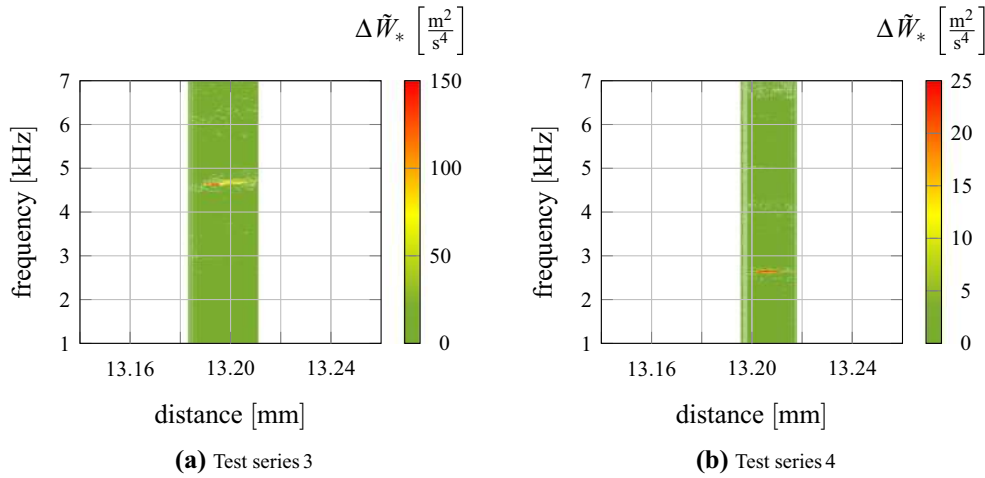 ΔW̃* [m²/s⁴]
7
6
5
4
3
2
1
frequency [kHz]
13.16 13.20 13.24
distance [mm]
150
100
50
0
(a) Test series 3
ΔW̃* [m²/s⁴]
7
6
5
4
3
2
1
frequency [kHz]
13.16 13.20 13.24
distance [mm]
25
20
15
10
5
0
(b) Test series 4